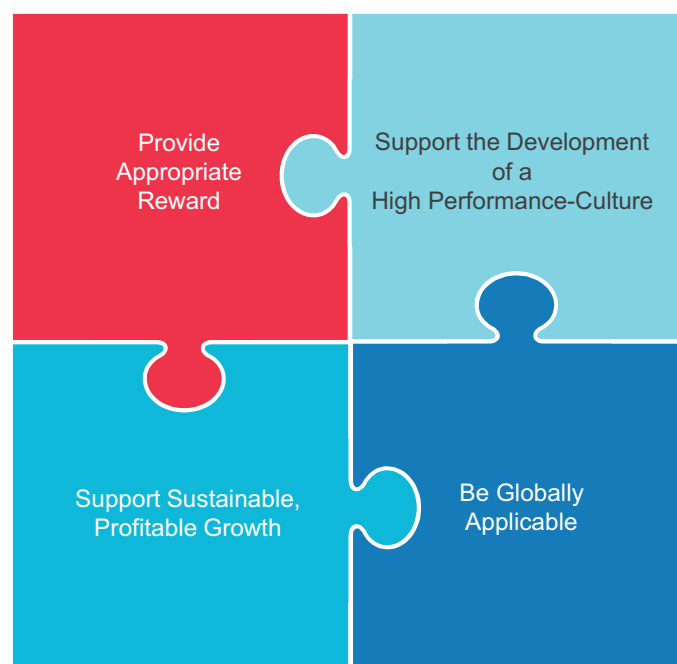 Provide
Appropriate
Reward
Support the Development
of a
High Performance-Culture
Support Sustainable,
Profitable Growth
Be Globally
Applicable